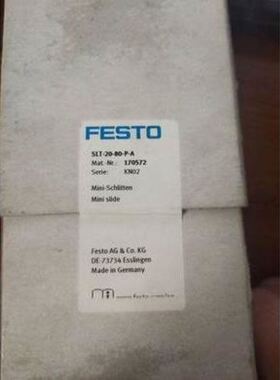 FESTO
SLT-20-80-P-A
Mat.-Nr.: 170572
Serie: KN02
Mini-Schlitten
Mini slide
Festo AG & Co. KG
DE-73734 Esslingen
Made in Germany